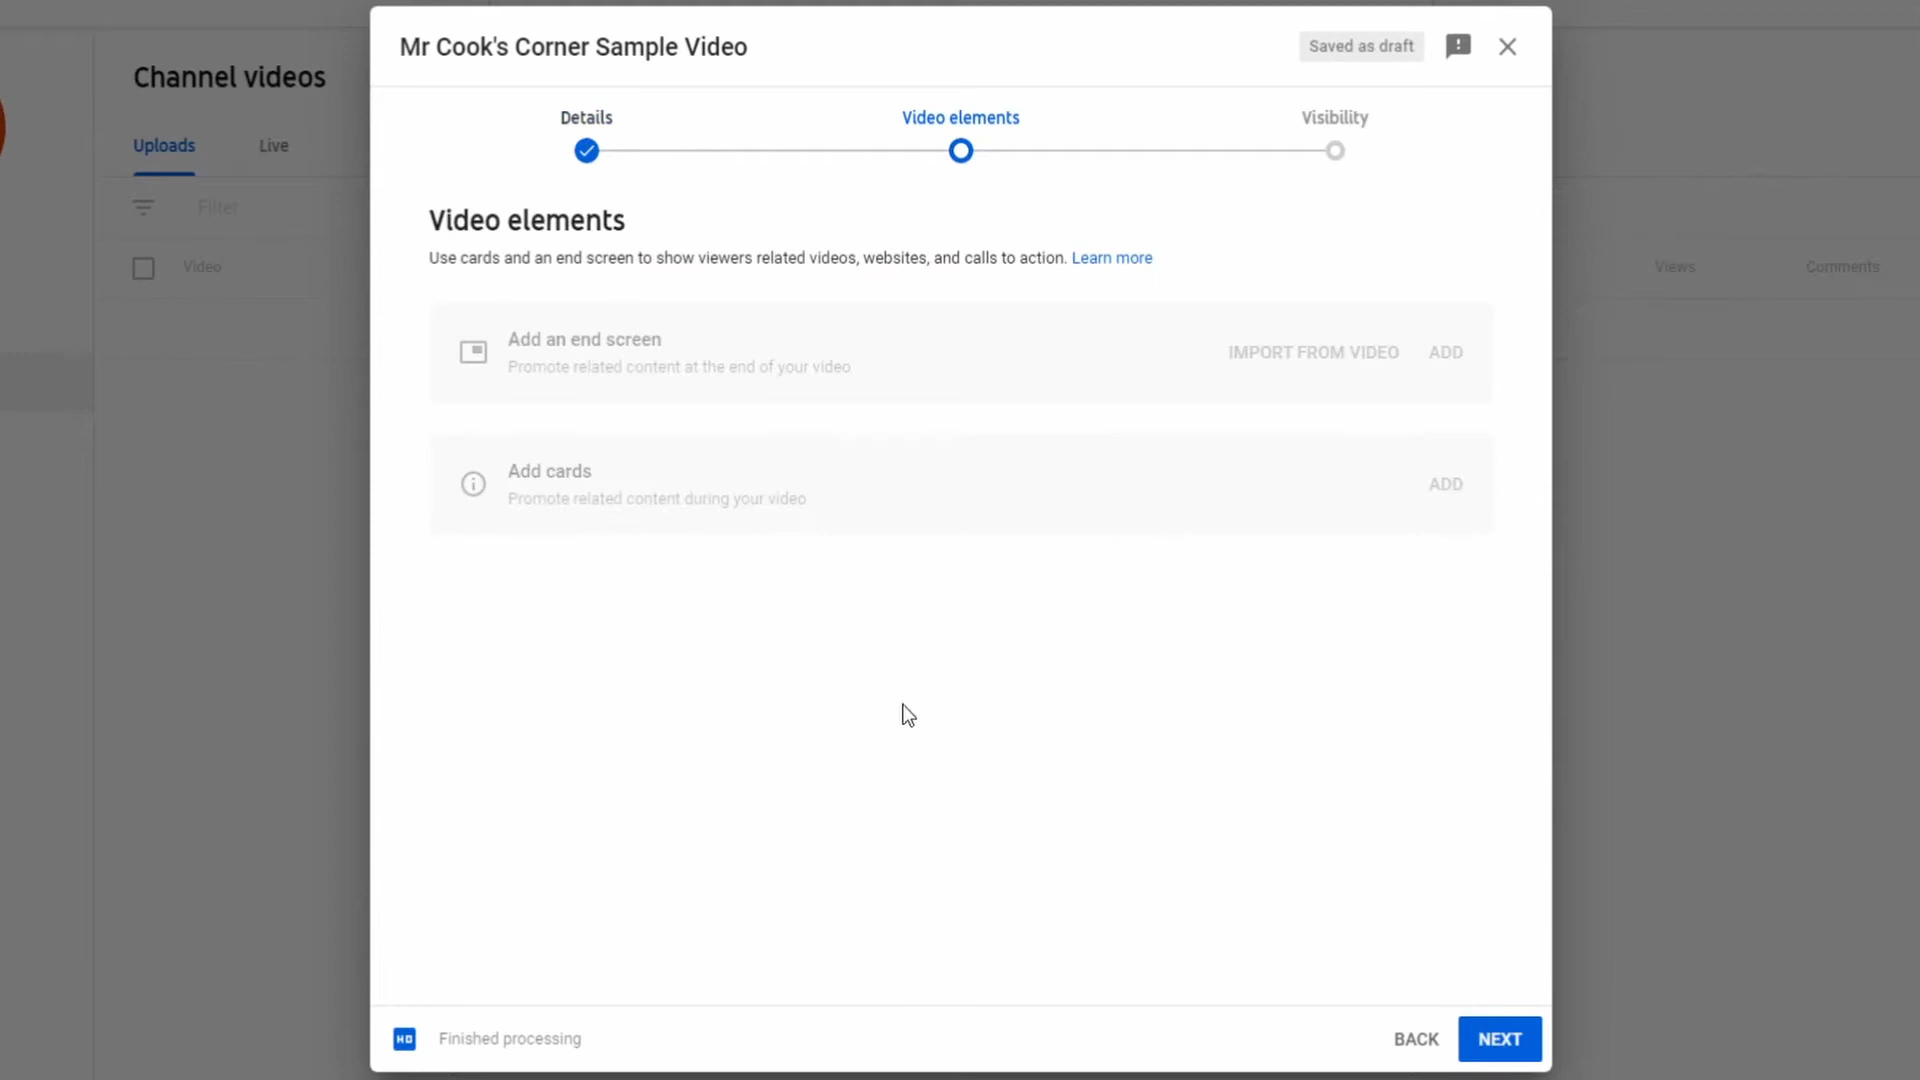 Mr Cook's Corner Sample Video
Saved as draft
Channel videos
Uploads
Live
Filter
Video
Views
Comments
Details
Video elements
Visibility
Video elements
Use cards and an end screen to show viewers related videos, websites, and calls to action. Learn more
Add an end screen
Promote related content at the end of your video
IMPORT FROM VIDEO
ADD
Add cards
Promote related content during your video
ADD
HD
Finished processing
BACK
NEXT